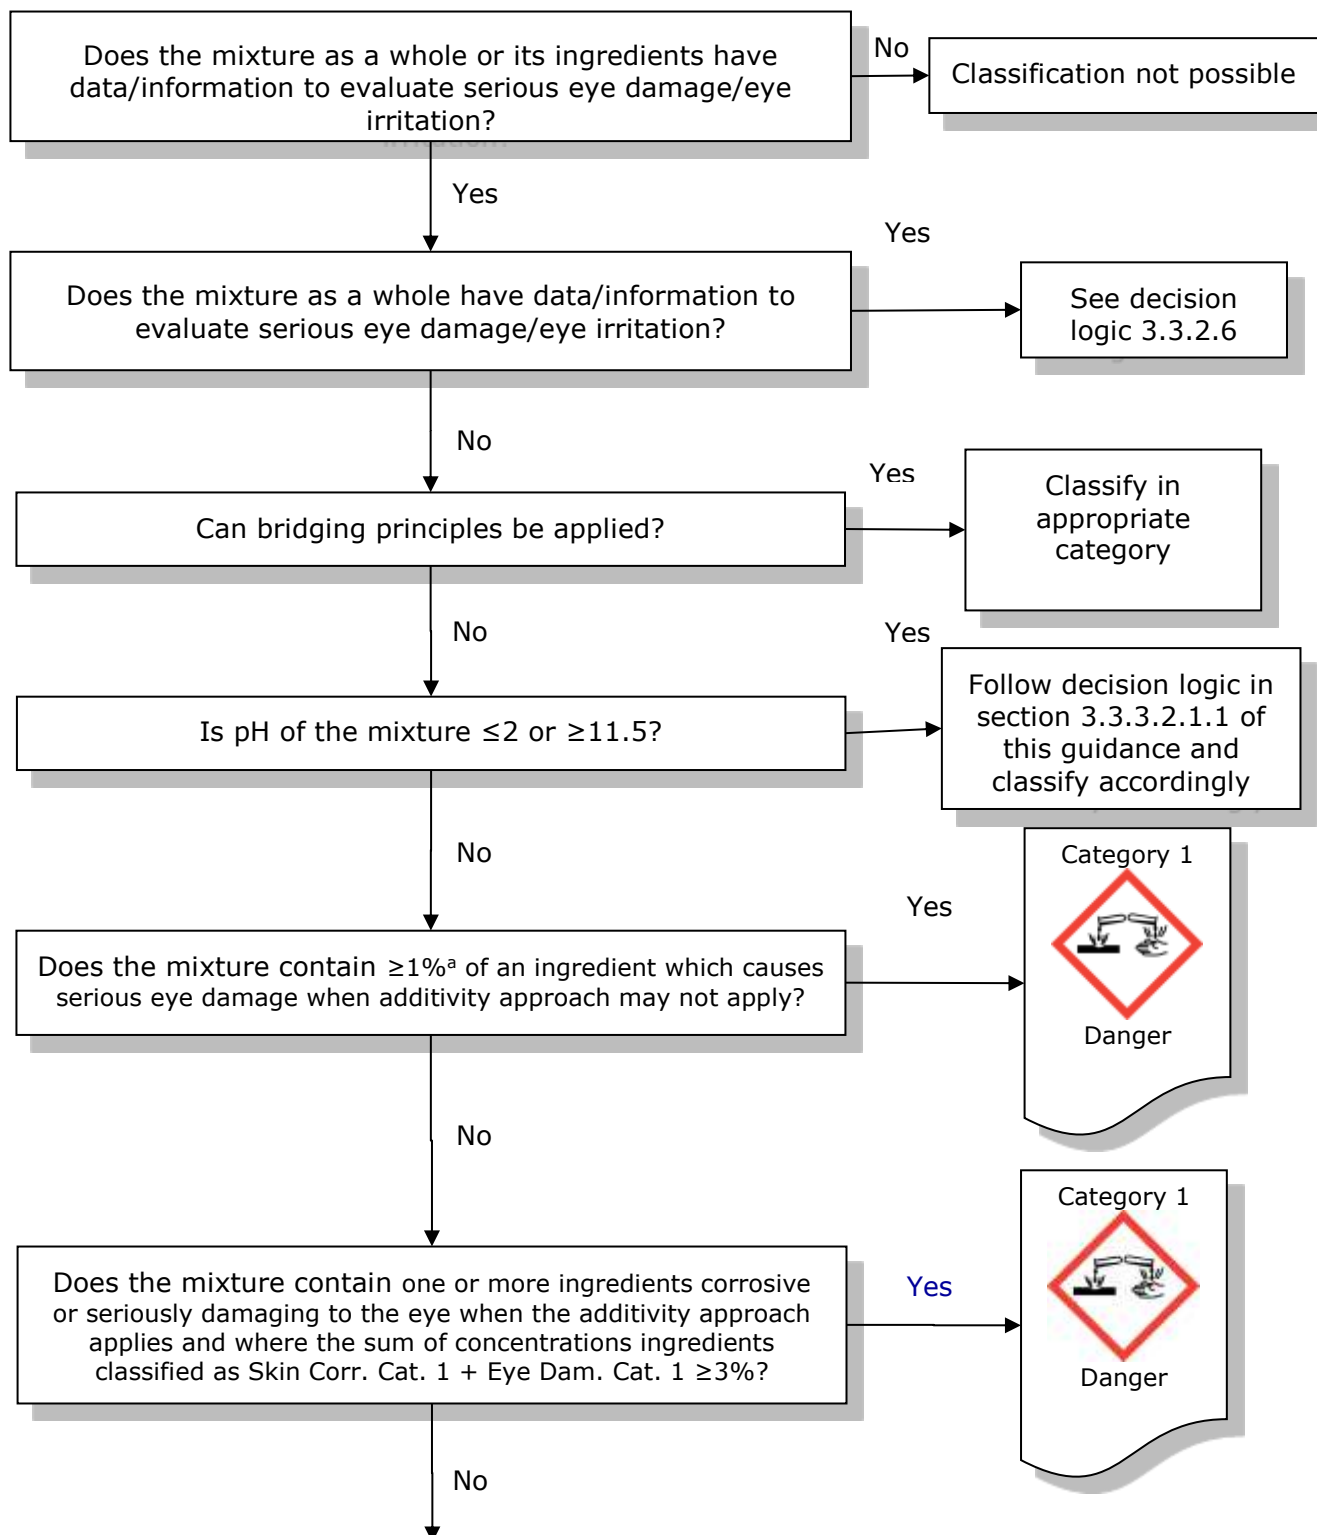 Does the mixture as a whole or its ingredients have
data/information to evaluate serious eye damage/eye
irritation?
No
Classification not possible
Yes
Does the mixture as a whole have data/information to
evaluate serious eye damage/eye irritation?
Yes
See decision
logic 3.3.2.6
No
Can bridging principles be applied?
Yes
Classify in
appropriate
category
No
Is pH of the mixture ≤2 or ≥11.5?
Yes
Follow decision logic in
section 3.3.3.2.1.1 of
this guidance and
classify accordingly
No
Does the mixture contain ≥1%ᵃ of an ingredient which causes
serious eye damage when additivity approach may not apply?
Yes
Category 1
Danger
No
Does the mixture contain one or more ingredients corrosive
or seriously damaging to the eye when the additivity approach
applies and where the sum of concentrations ingredients
classified as Skin Corr. Cat. 1 + Eye Dam. Cat. 1 ≥3%?
Yes
Category 1
Danger
No